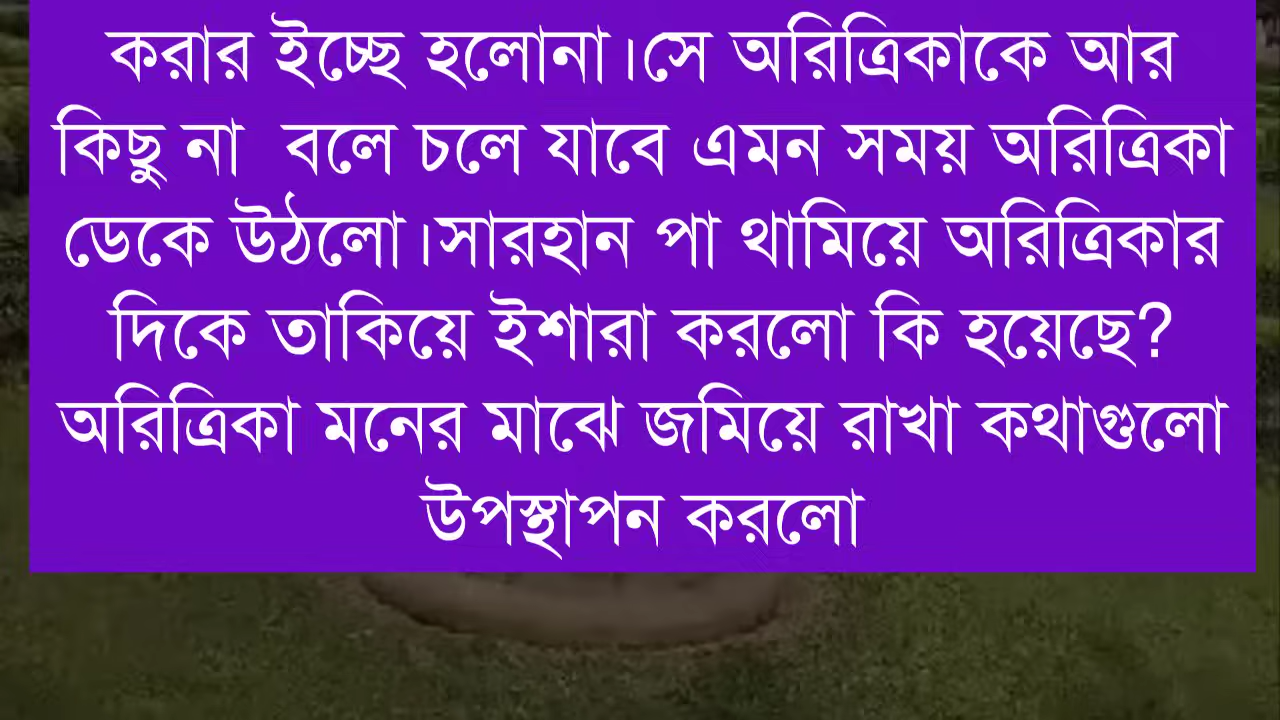 করার ইচ্ছে হলোনা।সে অরিত্রিকাকে আর
কিছু না  বলে চলে যাবে এমন সময় অরিত্রিকা
ডেকে উঠলো।সারহান পা থামিয়ে অরিত্রিকার
দিকে তাকিয়ে ইশারা করলো কি হয়েছে?
অরিত্রিকা মনের মাঝে জমিয়ে রাখা কথাগুলো
উপস্থাপন করলো